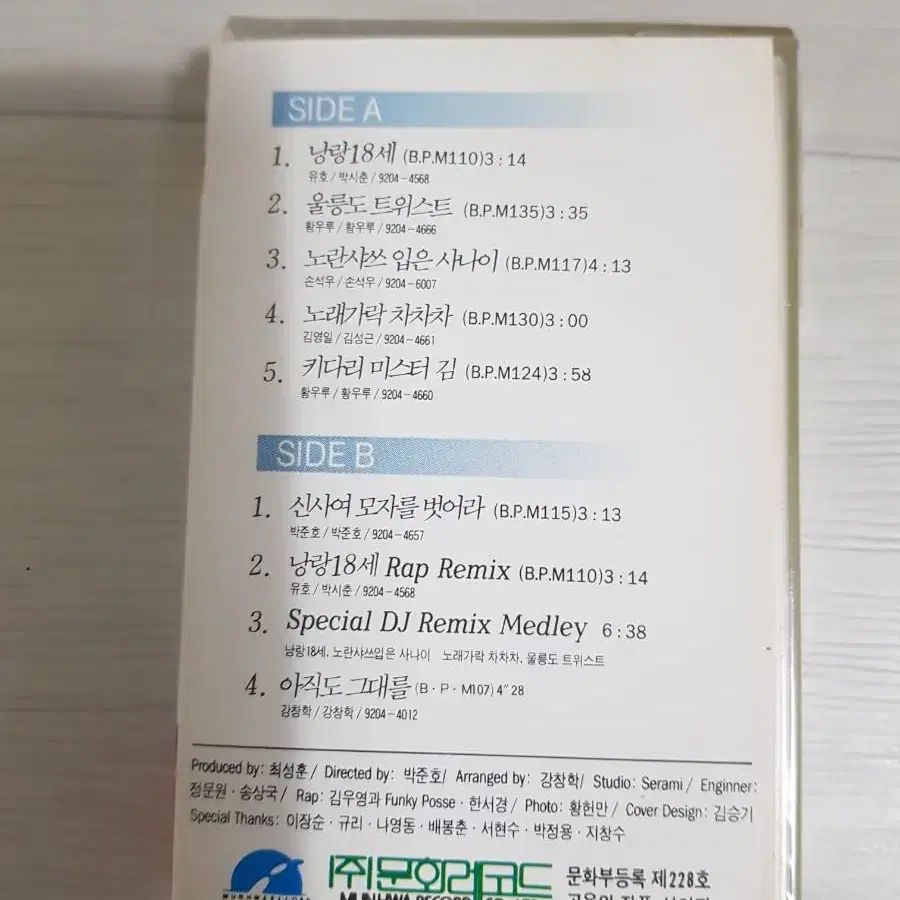 SIDE A
1. 낭랑18세 (B.P.M110)3 : 14
유호 / 박시춘 / 9204-4568
2. 울릉도 트위스트 (B.P.M135)3 : 35
황우루 / 황우루 / 9204-4666
3. 노란샤쓰 입은 사나이 (B.P.M117)4 : 13
손석우 / 손석우 / 9204-6007
4. 노래가락 차차차 (B.P.M130)3 : 00
김영일 / 김성근 / 9204-4661
5. 키다리 미스터 김 (B.P.M124)3 : 58
황우루 / 황우루 / 9204-4660
SIDE B
1. 신사여 모자를 벗어라 (B.P.M115)3 : 13
박준호 / 박준호 / 9204-4657
2. 낭랑18세 Rap Remix (B.P.M110)3 : 14
유호 / 박시춘 / 9204-4568
3. Special DJ Remix Medley 6 : 38
낭랑18세, 노란샤쓰입은 사나이 노래가락 차차차, 울릉도 트위스트
4. 아직도 그대를 (B · P · M107) 4" 28
강창학 / 강창학 / 9204-4012
Produced by: 최성훈 / Directed by: 박준호/ Arranged by: 강창학/ Studio: Serami / Enginner:
정문원 · 송상국 / Rap: 김우영과 Funky Posse · 한서경 / Photo: 황헌만 / Cover Design: 김승기
Special Thanks: 이장순 · 규리 · 나영동 · 배봉춘 · 서현수 · 박정용 · 지창수
(주)문화레코드 문화부등록 제228호